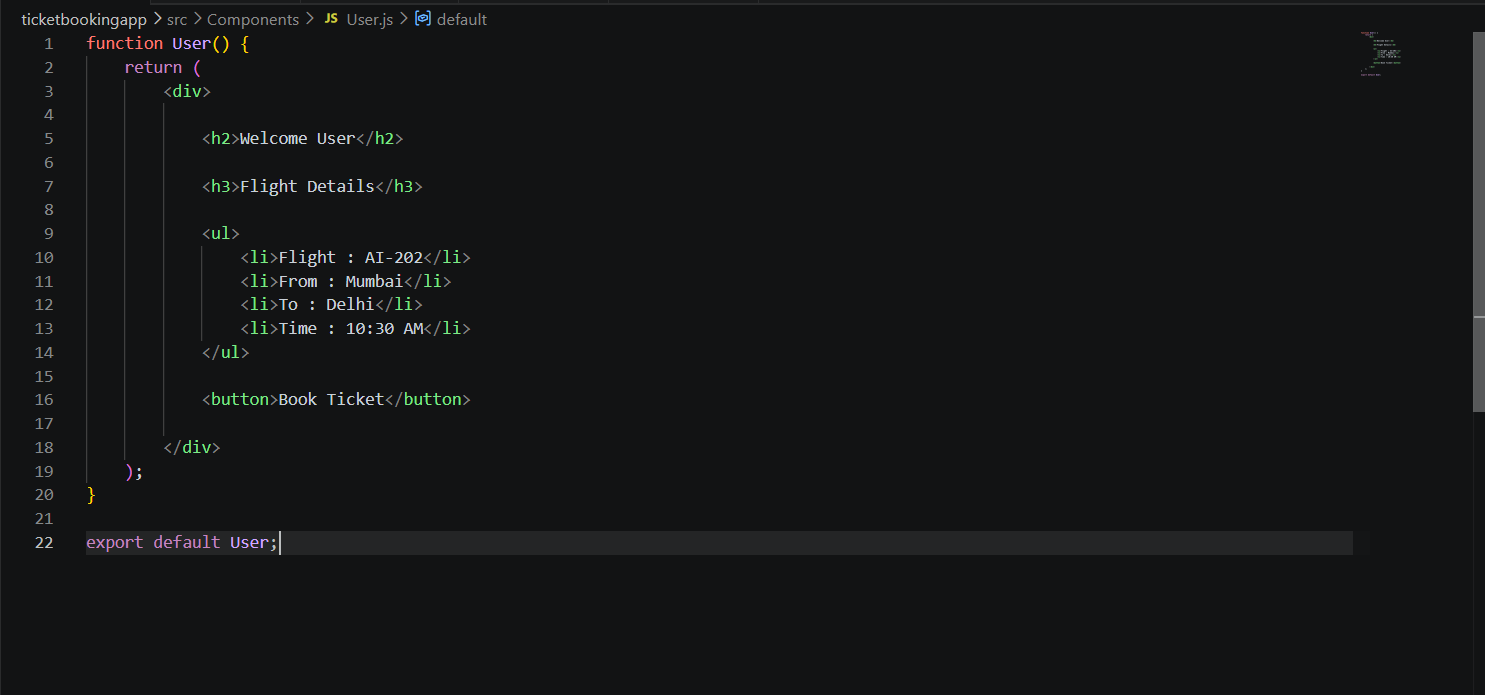 ticketbookingapp > src > Components > JS User.js > default
1 function User() {
2     return (
3         <div>
4
5             <h2>Welcome User</h2>
6
7             <h3>Flight Details</h3>
8
9             <ul>
10                 <li>Flight : AI-202</li>
11                 <li>From : Mumbai</li>
12                 <li>To : Delhi</li>
13                 <li>Time : 10:30 AM</li>
14             </ul>
15
16             <button>Book Ticket</button>
17
18         </div>
19     );
20 }
21
22 export default User;